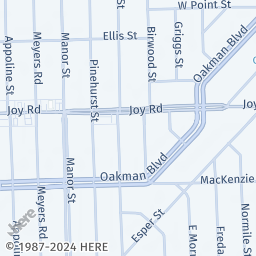 W Point St
Ellis St
Griggs St
Birwood St
Oakman Blvd
Appoline St
Meyers Rd
Manor St
Pinehurst St
Joy Rd
Joy Rd
Joy
Oakman Blvd
MacKenzie
Manor St
Meyers Rd
Esper St
Normile St
Freda
E Morr
here
©1987-2024 HERE